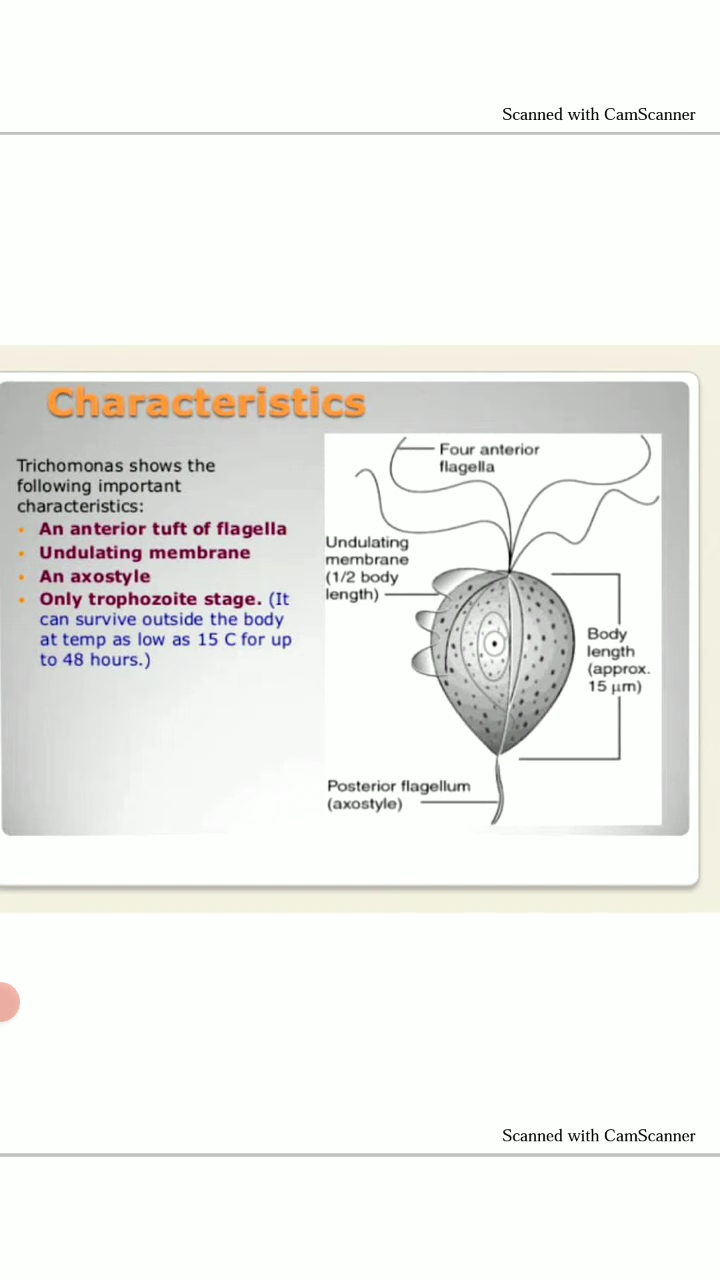 Scanned with CamScanner
Characteristics
Trichomonas shows the
following important
characteristics:
• An anterior tuft of flagella
• Undulating membrane
• An axostyle
• Only trophozoite stage. (It
can survive outside the body
at temp as low as 15 C for up
to 48 hours.)
Four anterior
flagella
Undulating
membrane
(1/2 body
length)
Body
length
(approx.
15 µm)
Posterior flagellum
(axostyle)
Scanned with CamScanner